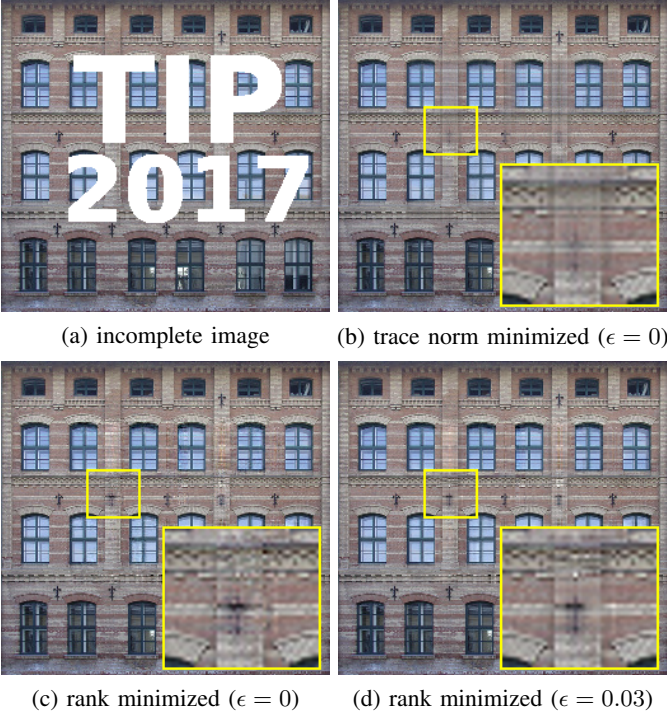 TIP
2017
(a) incomplete image
(b) trace norm minimized (ϵ = 0)
(c) rank minimized (ϵ = 0)
(d) rank minimized (ϵ = 0.03)